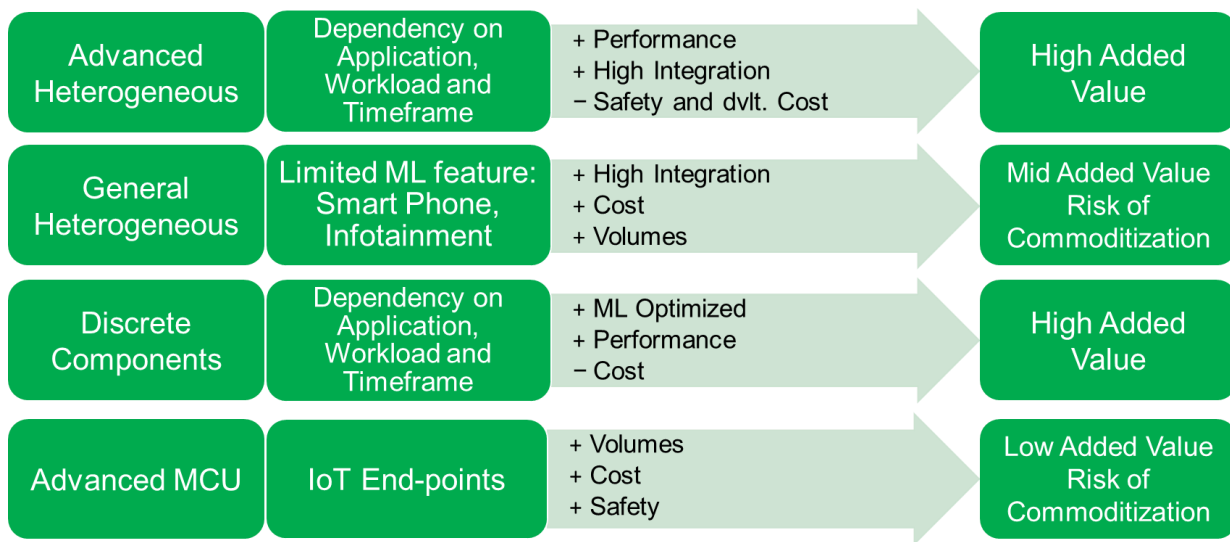 Advanced
Heterogeneous
Dependency on
Application,
Workload and
Timeframe
+ Performance
+ High Integration
− Safety and dvlt. Cost
High Added
Value
General
Heterogeneous
Limited ML feature:
Smart Phone,
Infotainment
+ High Integration
+ Cost
+ Volumes
Mid Added Value
Risk of
Commoditization
Discrete
Components
Dependency on
Application,
Workload and
Timeframe
+ ML Optimized
+ Performance
− Cost
High Added
Value
Advanced MCU
IoT End-points
+ Volumes
+ Cost
+ Safety
Low Added Value
Risk of
Commoditization